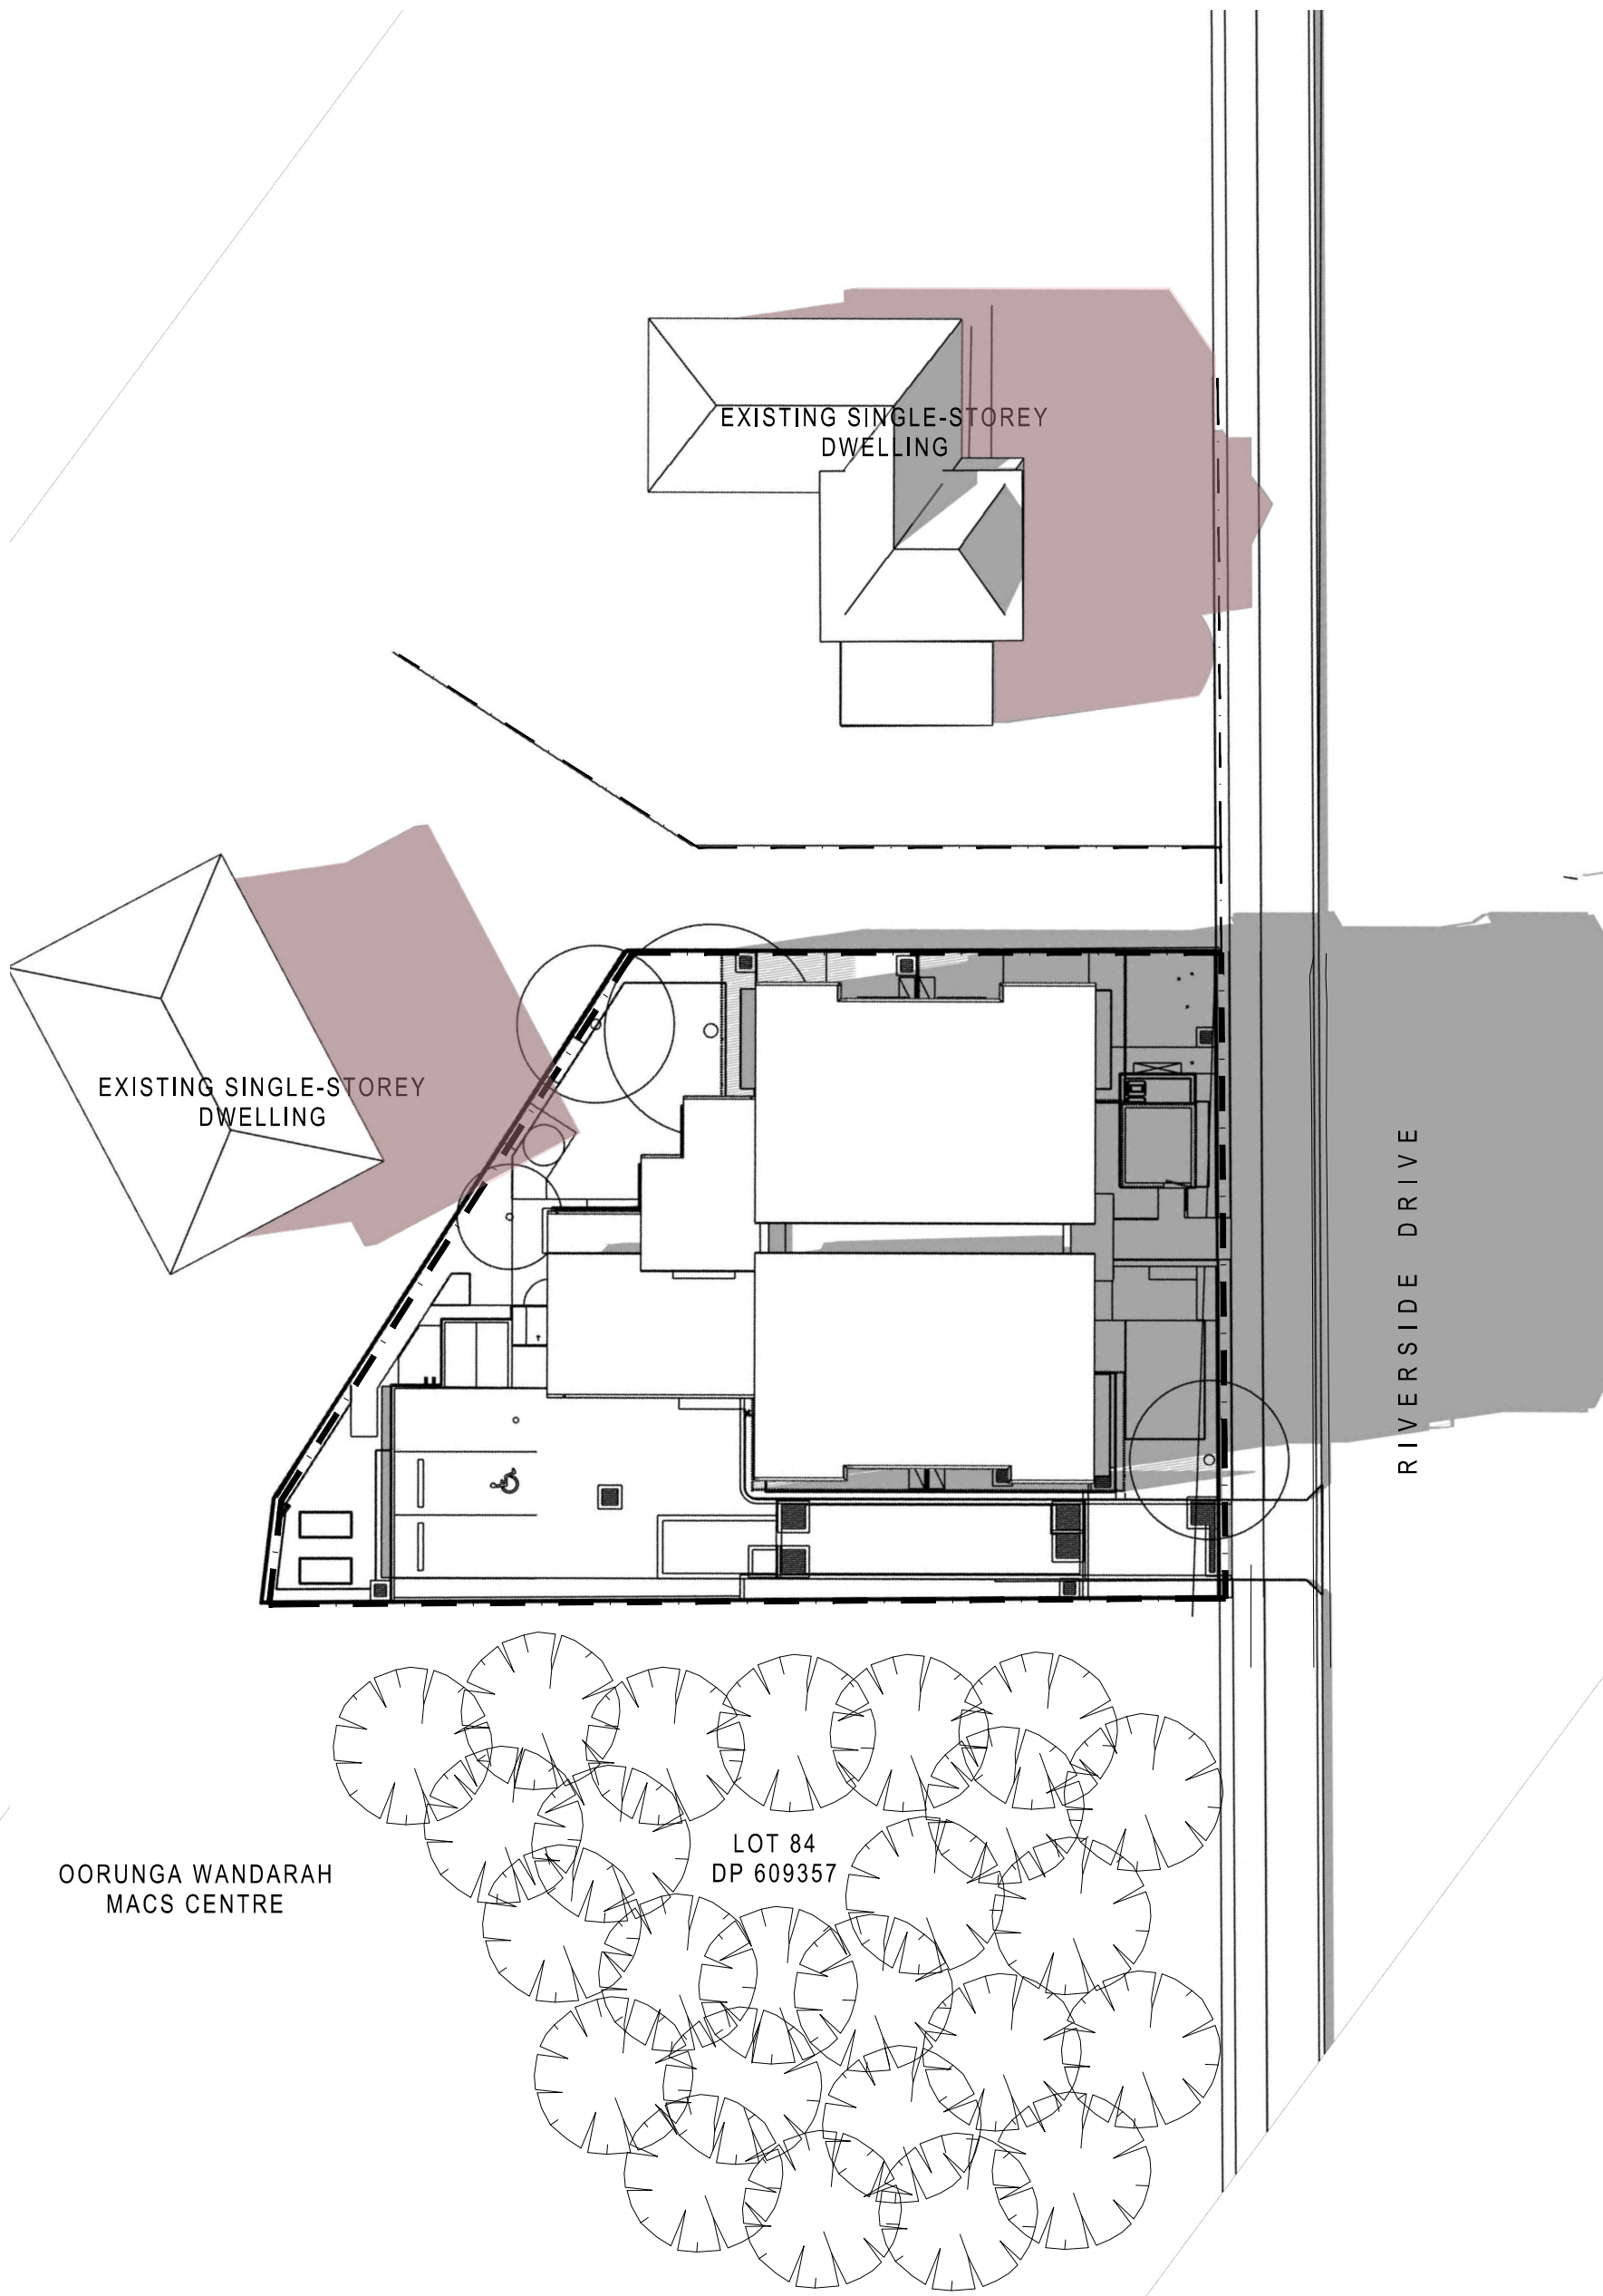 EXISTING SINGLE-STOREY
DWELLING
EXISTING SINGLE-STOREY
DWELLING
RIVERSIDE DRIVE
LOT 84
DP 609357
OORUNGA WANDARAH
MACS CENTRE